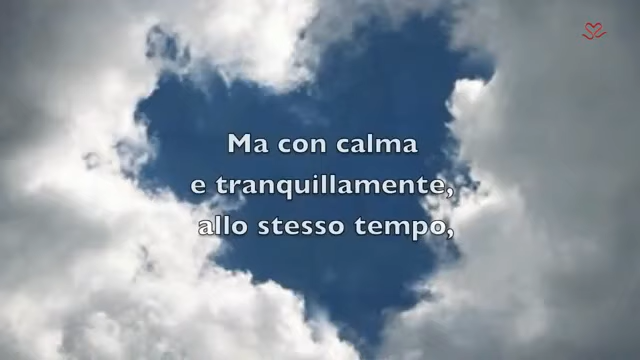 Ma con calma
e tranquillamente,
allo stesso tempo,